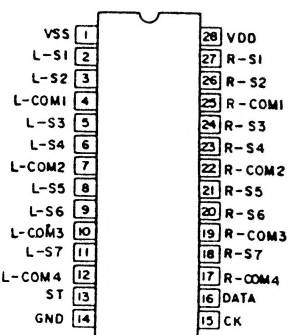 VSS 1 28 VDD
L-S1 2 27 R-S1
L-S2 3 26 R-S2
L-COM1 4 25 R-COM1
L-S3 5 24 R-S3
L-S4 6 23 R-S4
L-COM2 7 22 R-COM2
L-S5 8 21 R-S5
L-S6 9 20 R-S6
L-COM3 10 19 R-COM3
L-S7 11 18 R-S7
L-COM4 12 17 R-COM4
ST 13 16 DATA
GND 14 15 CK